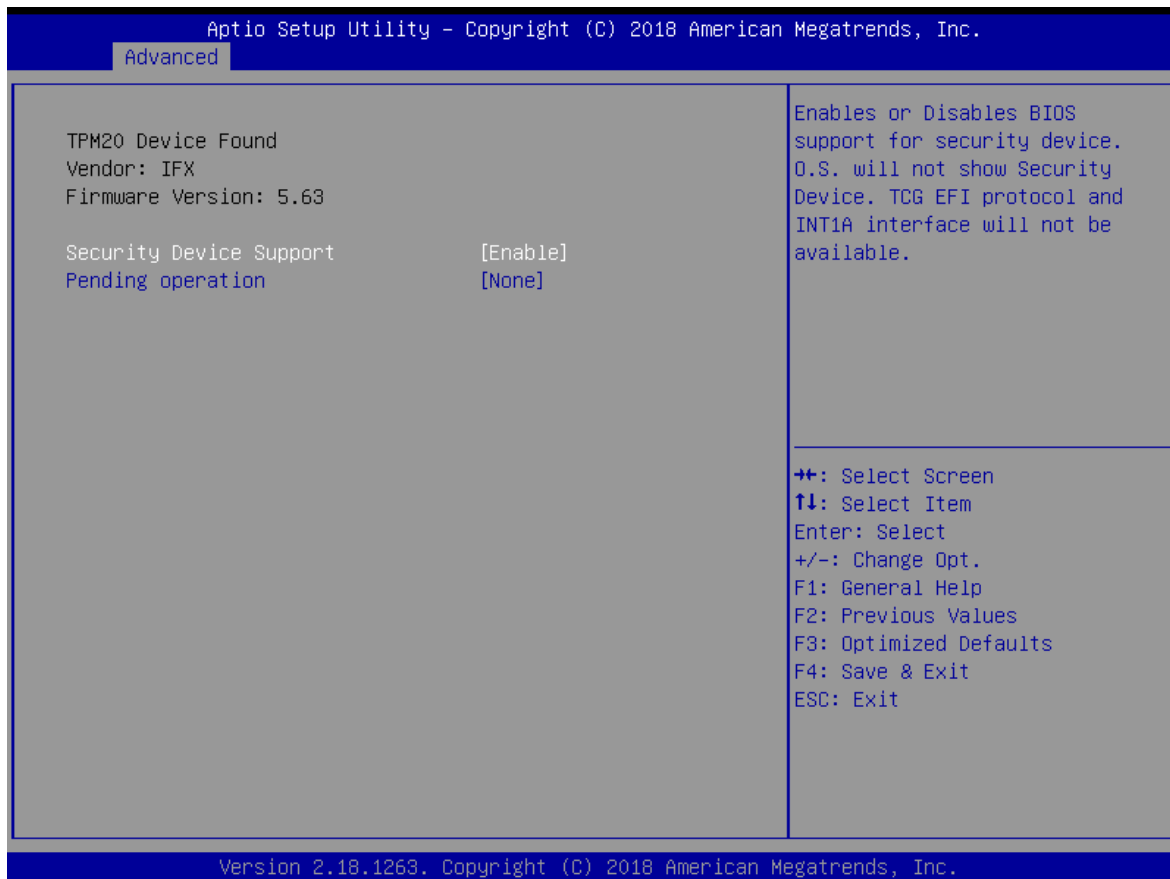 Aptio Setup Utility – Copyright (C) 2018 American Megatrends, Inc.
Advanced
TPM20 Device Found
Vendor: IFX
Firmware Version: 5.63
Security Device Support [Enable]
Pending operation [None]
Enables or Disables BIOS
support for security device.
O.S. will not show Security
Device. TCG EFI protocol and
INT1A interface will not be
available.
→←: Select Screen
↑↓: Select Item
Enter: Select
+/-: Change Opt.
F1: General Help
F2: Previous Values
F3: Optimized Defaults
F4: Save & Exit
ESC: Exit
Version 2.18.1263. Copyright (C) 2018 American Megatrends, Inc.